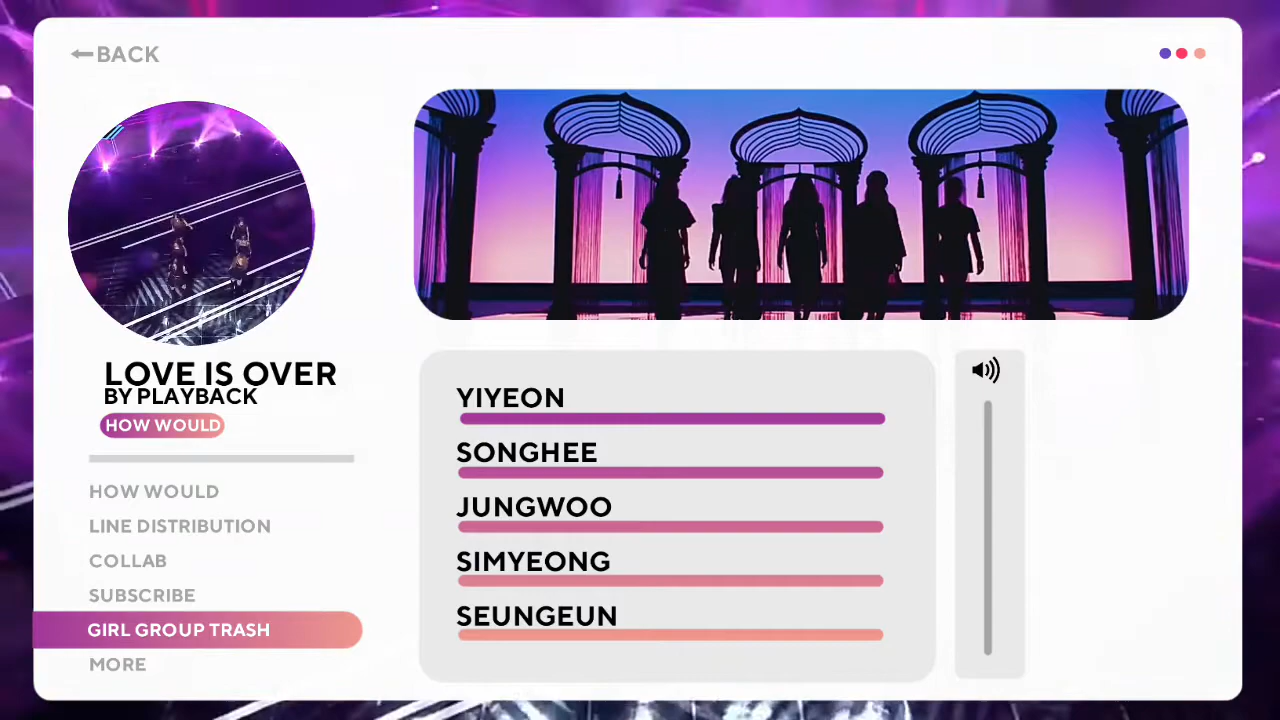 BACK
LOVE IS OVER
BY PLAYBACK
HOW WOULD
HOW WOULD
LINE DISTRIBUTION
COLLAB
SUBSCRIBE
GIRL GROUP TRASH
MORE
YIYEON
SONGHEE
JUNGWOO
SIMYEONG
SEUNGEUN